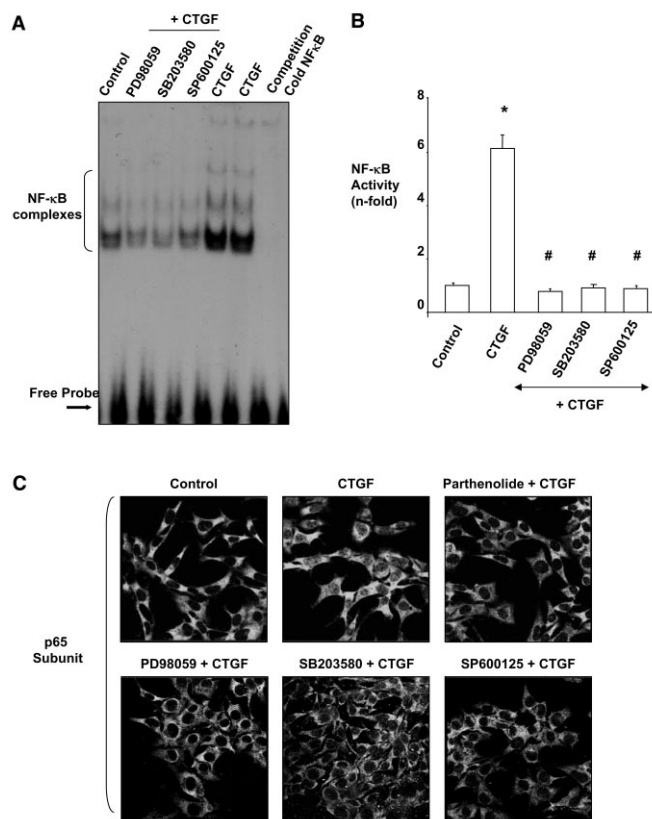 A
+ CTGF
Control
PD98059
SB203580
SP600125
CTGF
CTGF
Competition
Cold NFκB
NF-κB
complexes
Free Probe
B
8
6
4
2
0
NF-κB
Activity
(n-fold)
*
#
#
#
Control
CTGF
PD98059
SB203580
SP600125
+ CTGF
C
Control
CTGF
Parthenolide + CTGF
p65
Subunit
PD98059 + CTGF
SB203580 + CTGF
SP600125 + CTGF